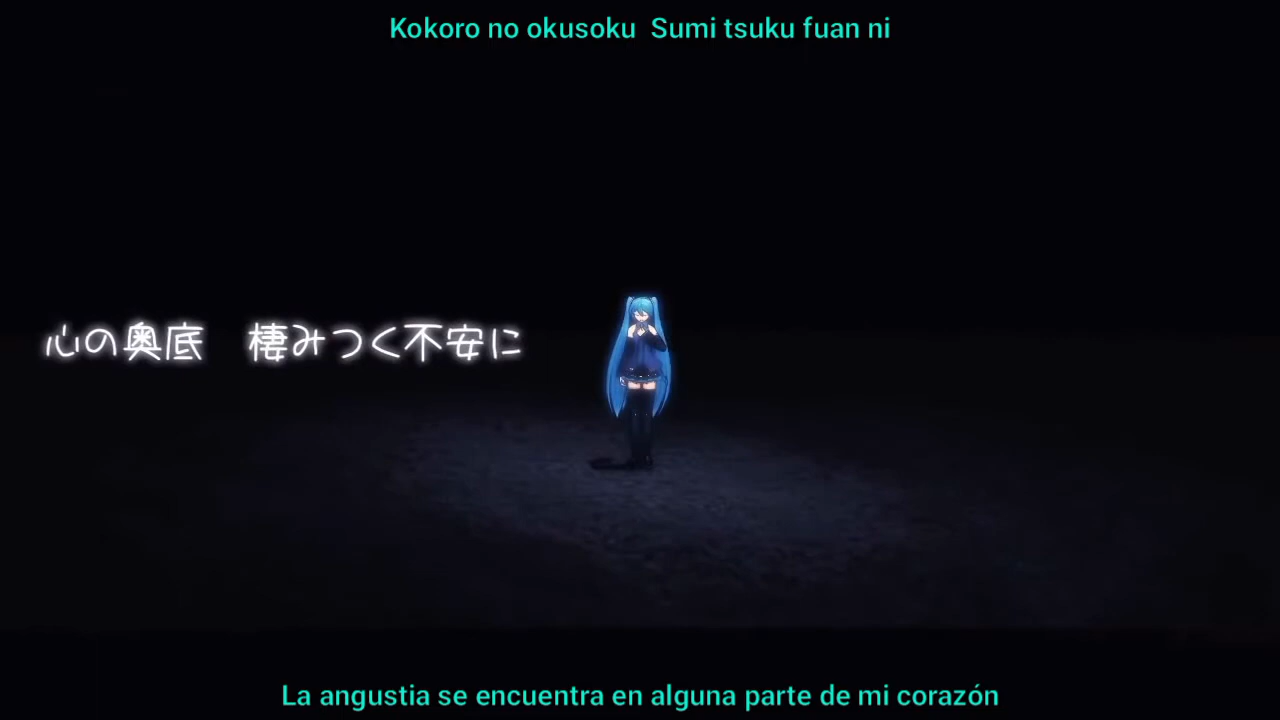 Kokoro no okusoku  Sumi tsuku fuan ni
心の奥底　棲みつく不安に
La angustia se encuentra en alguna parte de mi corazón